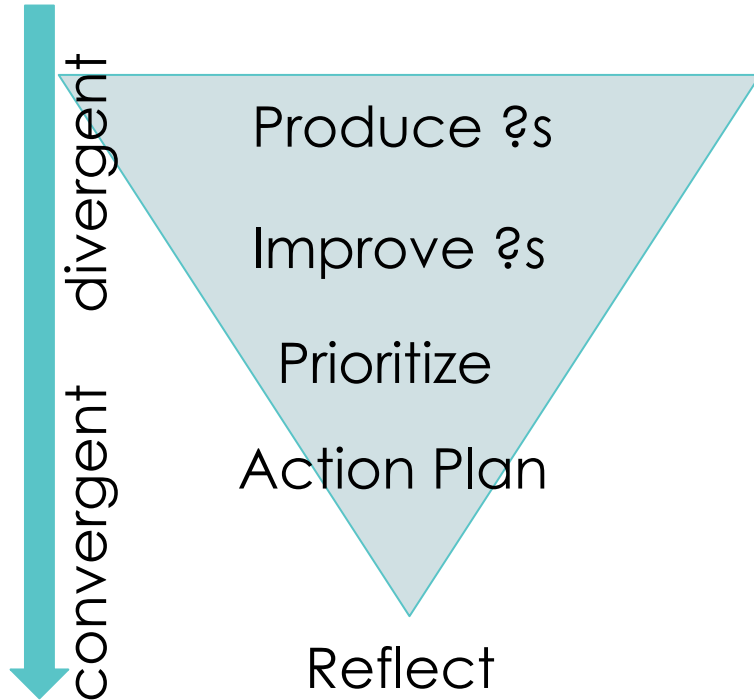 divergent
convergent
Produce ?s
Improve ?s
Prioritize
Action Plan
Reflect